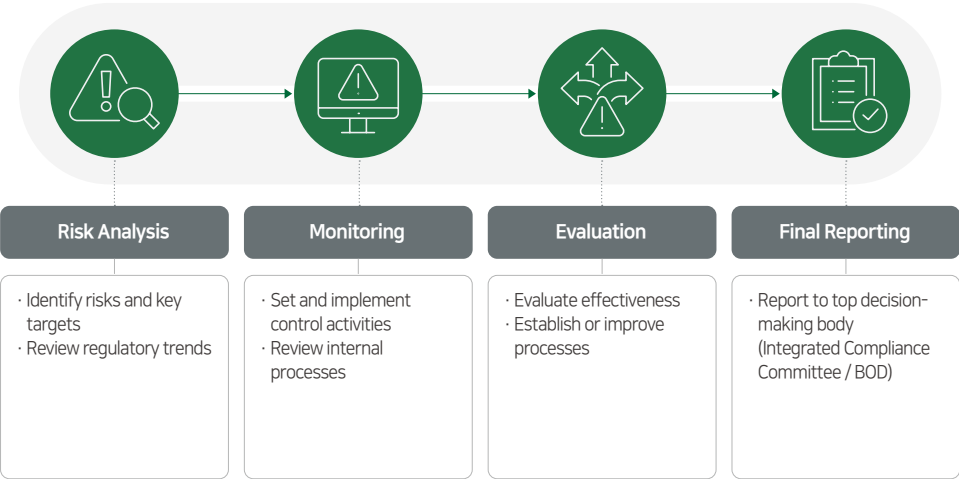 Risk Analysis
· Identify risks and key
targets
· Review regulatory trends
Monitoring
· Set and implement
control activities
· Review internal
processes
Evaluation
· Evaluate effectiveness
· Establish or improve
processes
Final Reporting
· Report to top decision-
making body
(Integrated Compliance
Committee / BOD)